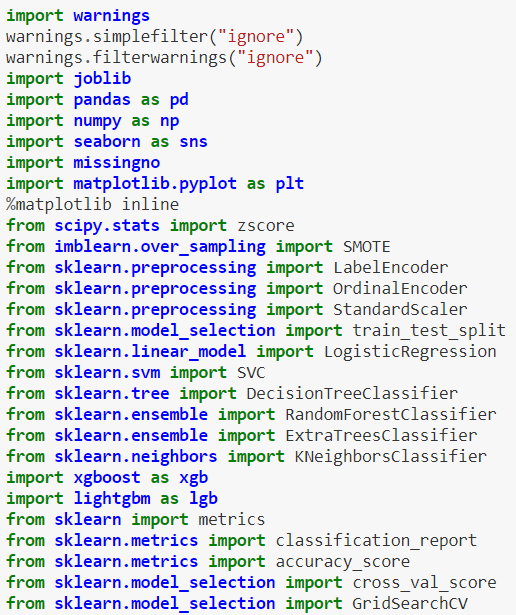 import warnings
warnings.simplefilter("ignore")
warnings.filterwarnings("ignore")
import joblib
import pandas as pd
import numpy as np
import seaborn as sns
import missingno
import matplotlib.pyplot as plt
%matplotlib inline
from scipy.stats import zscore
from imblearn.over_sampling import SMOTE
from sklearn.preprocessing import LabelEncoder
from sklearn.preprocessing import OrdinalEncoder
from sklearn.preprocessing import StandardScaler
from sklearn.model_selection import train_test_split
from sklearn.linear_model import LogisticRegression
from sklearn.svm import SVC
from sklearn.tree import DecisionTreeClassifier
from sklearn.ensemble import RandomForestClassifier
from sklearn.ensemble import ExtraTreesClassifier
from sklearn.neighbors import KNeighborsClassifier
import xgboost as xgb
import lightgbm as lgb
from sklearn import metrics
from sklearn.metrics import classification_report
from sklearn.metrics import accuracy_score
from sklearn.model_selection import cross_val_score
from sklearn.model_selection import GridSearchCV